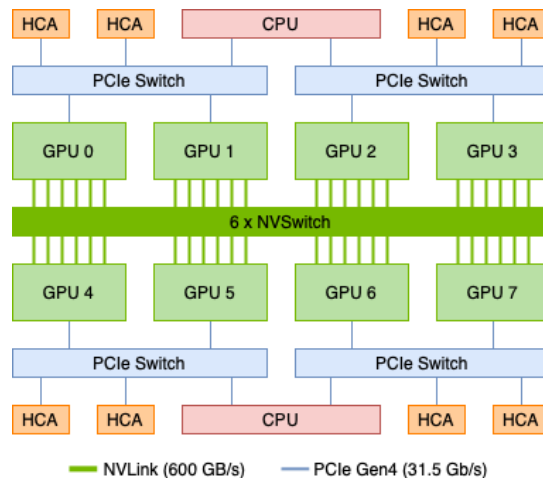 HCA HCA CPU HCA HCA
PCIe Switch PCIe Switch
GPU 0 GPU 1 GPU 2 GPU 3
6 x NVSwitch
GPU 4 GPU 5 GPU 6 GPU 7
PCIe Switch PCIe Switch
HCA HCA CPU HCA HCA
NVLink (600 GB/s) PCIe Gen4 (31.5 Gb/s)